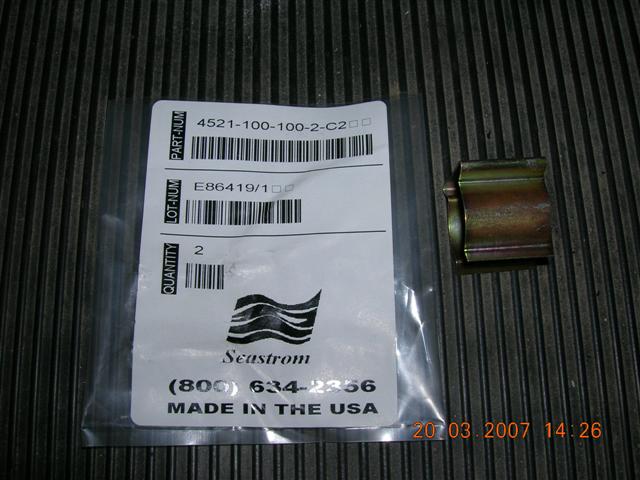 PART-NUM
4521-100-100-2-C2□□
LOT-NUM
E86419/1□□
QUANTITY
2
Seastrom
(800) 634-2356
MADE IN THE USA
20 03 2007 14:26